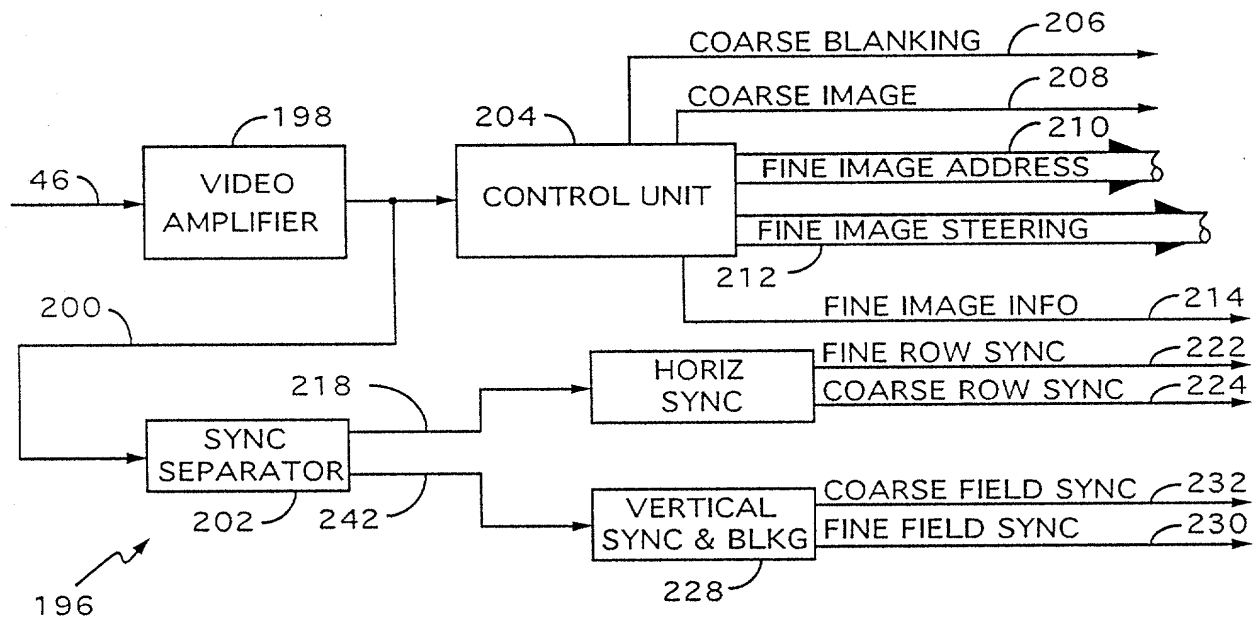 COARSE BLANKING
206
COARSE IMAGE
208
198
204
210
46
VIDEO
AMPLIFIER
CONTROL UNIT
FINE IMAGE ADDRESS
FINE IMAGE STEERING
212
200
FINE IMAGE INFO
214
218
HORIZ
SYNC
FINE ROW SYNC
222
COARSE ROW SYNC
224
SYNC
SEPARATOR
202
242
VERTICAL
SYNC & BLKG
228
COARSE FIELD SYNC
232
FINE FIELD SYNC
230
196